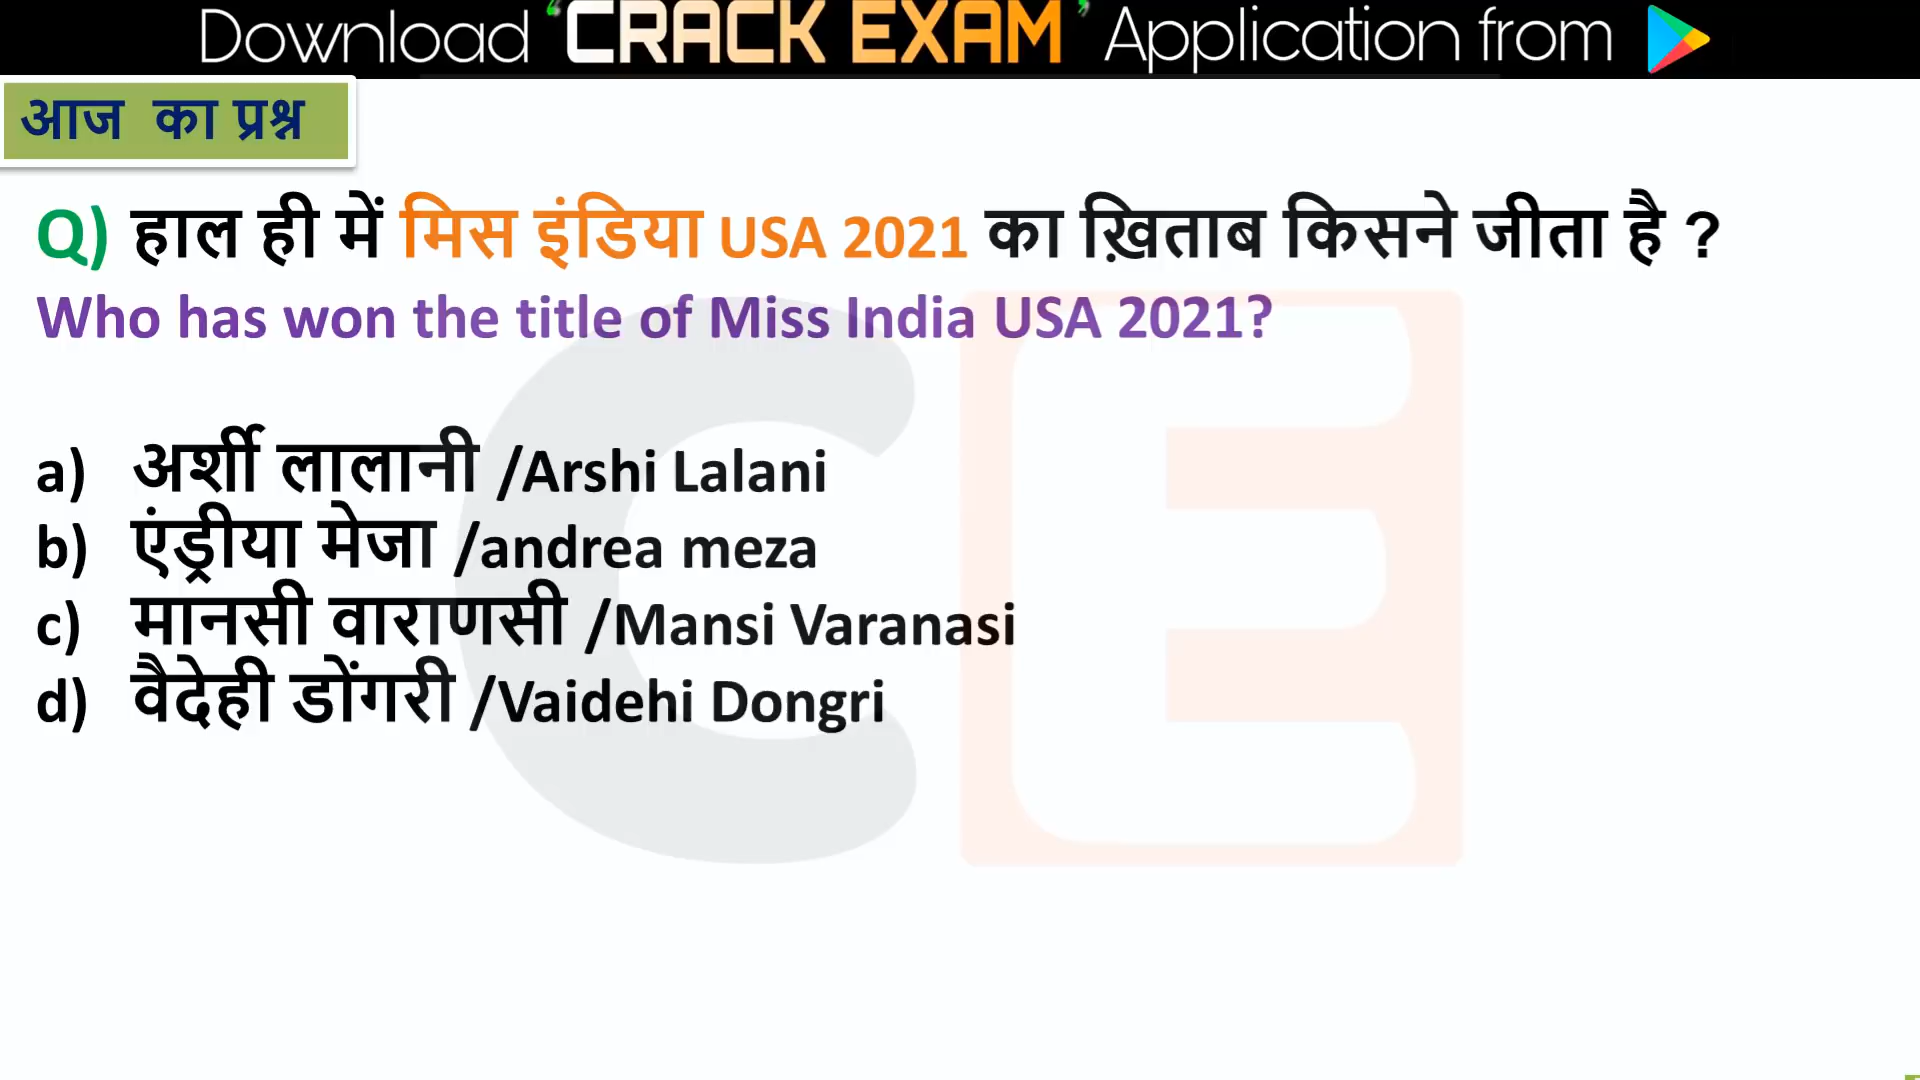 Download ‘CRACK EXAM’ Application from
आज का प्रश्न
Q) हाल ही में मिस इंडिया USA 2021 का ख़िताब किसने जीता है ?
Who has won the title of Miss India USA 2021?
a) अर्शी लालानी /Arshi Lalani
b) एंड्रीया मेजा /andrea meza
c) मानसी वाराणसी /Mansi Varanasi
d) वैदेही डोंगरी /Vaidehi Dongri
CE